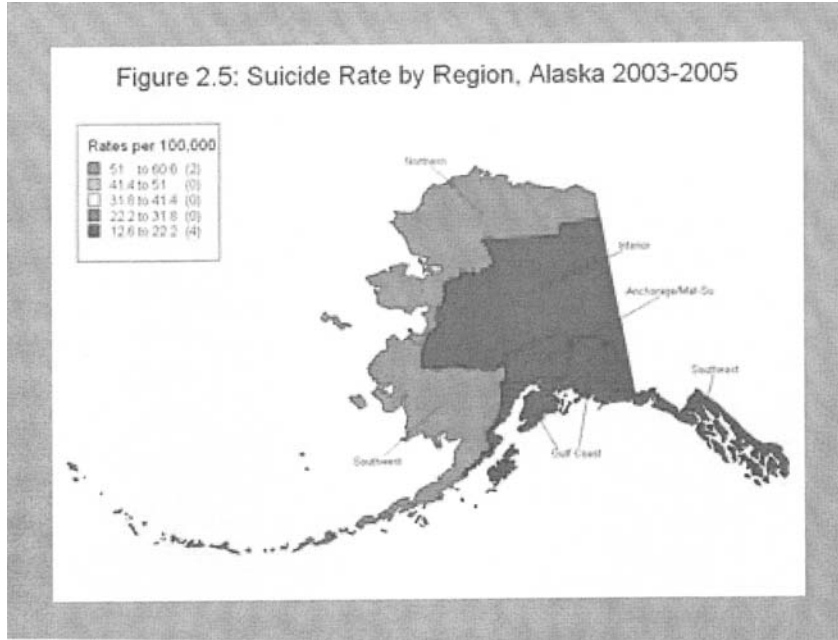 Figure 2.5: Suicide Rate by Region, Alaska 2003-2005
Rates per 100,000
51 to 60.6 (2)
41.4 to 51 (0)
31.8 to 41.4 (0)
22.2 to 31.8 (0)
12.6 to 22.2 (4)
Northern
Interior
Anchorage/Mat-Su
Southeast
Gulf Coast
Southwest